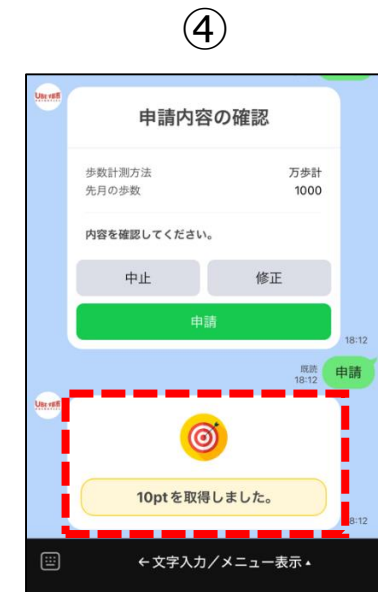 ④
申請内容の確認
歩数計測方法 万歩計
先月の歩数 1000
内容を確認してください。
中止 修正
申請
18:12
既読
18:12 申請
10ptを取得しました。
8:12
←文字入力／メニュー表示▲